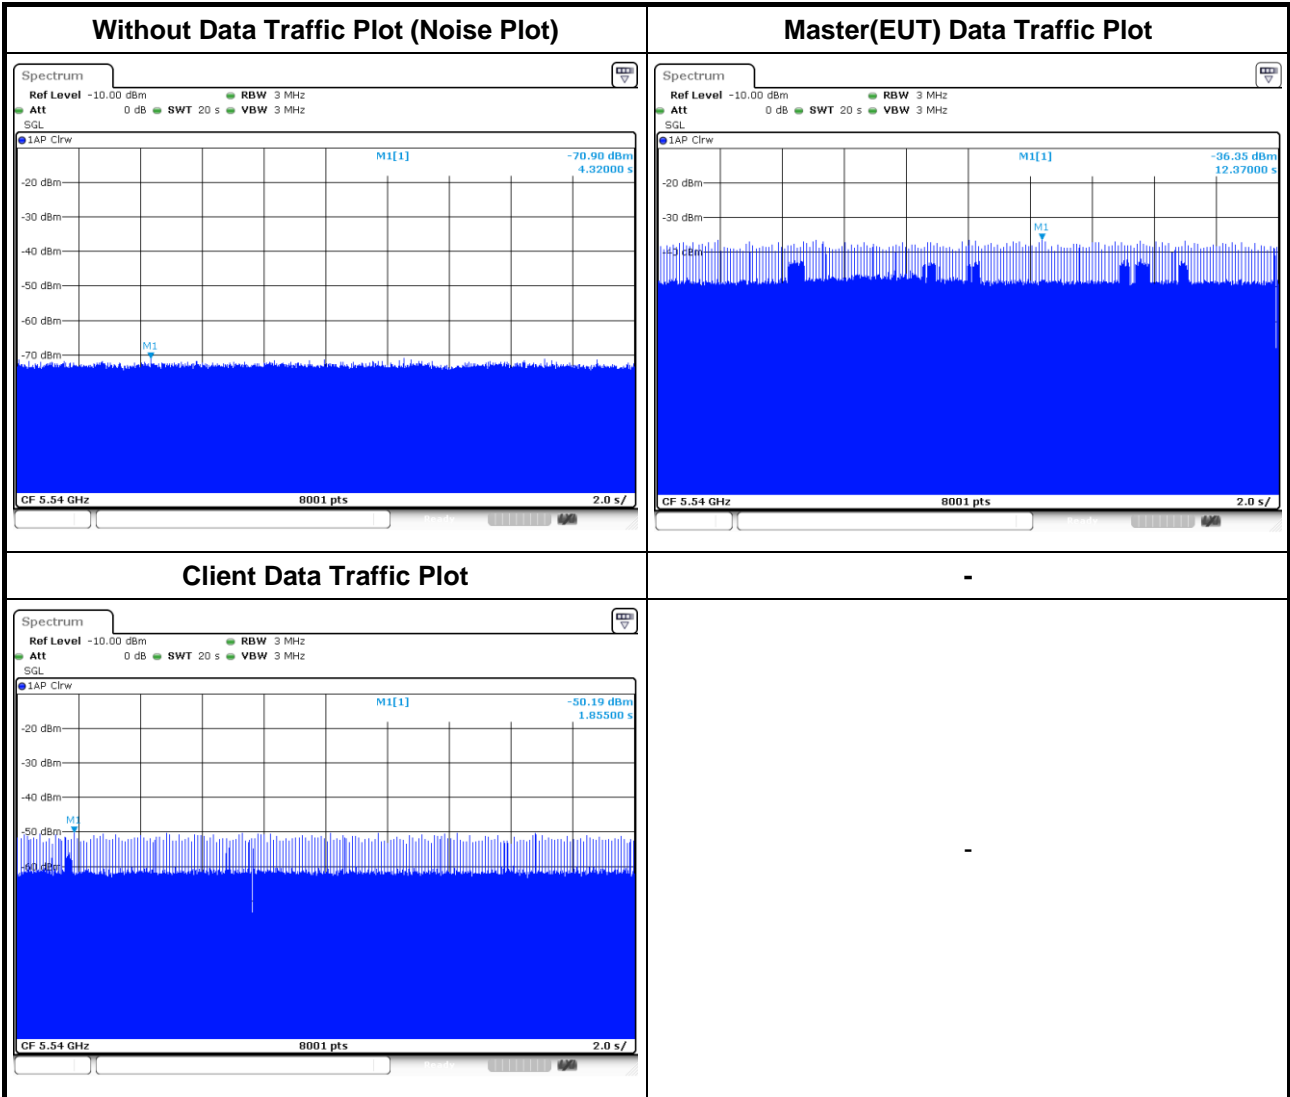 Without Data Traffic Plot (Noise Plot)
Master(EUT) Data Traffic Plot
Spectrum
Ref Level -10.00 dBm RBW 3 MHz
Att 0 dB SWT 20 s VBW 3 MHz
SGL
1AP Clrw
M1[1] -70.90 dBm
4.32000 s
-20 dBm
-30 dBm
-40 dBm
-50 dBm
-60 dBm
M1
-70 dBm
CF 5.54 GHz 8001 pts 2.0 s/
Ready
Spectrum
Ref Level -10.00 dBm RBW 3 MHz
Att 0 dB SWT 20 s VBW 3 MHz
SGL
1AP Clrw
M1[1] -36.35 dBm
12.37000 s
-20 dBm
-30 dBm
M1
-40 dBm
CF 5.54 GHz 8001 pts 2.0 s/
Ready
Client Data Traffic Plot
-
Spectrum
Ref Level -10.00 dBm RBW 3 MHz
Att 0 dB SWT 20 s VBW 3 MHz
SGL
1AP Clrw
M1[1] -50.19 dBm
1.85500 s
-20 dBm
-30 dBm
-40 dBm
M1
-50 dBm
-60 dBm
CF 5.54 GHz 8001 pts 2.0 s/
Ready
-